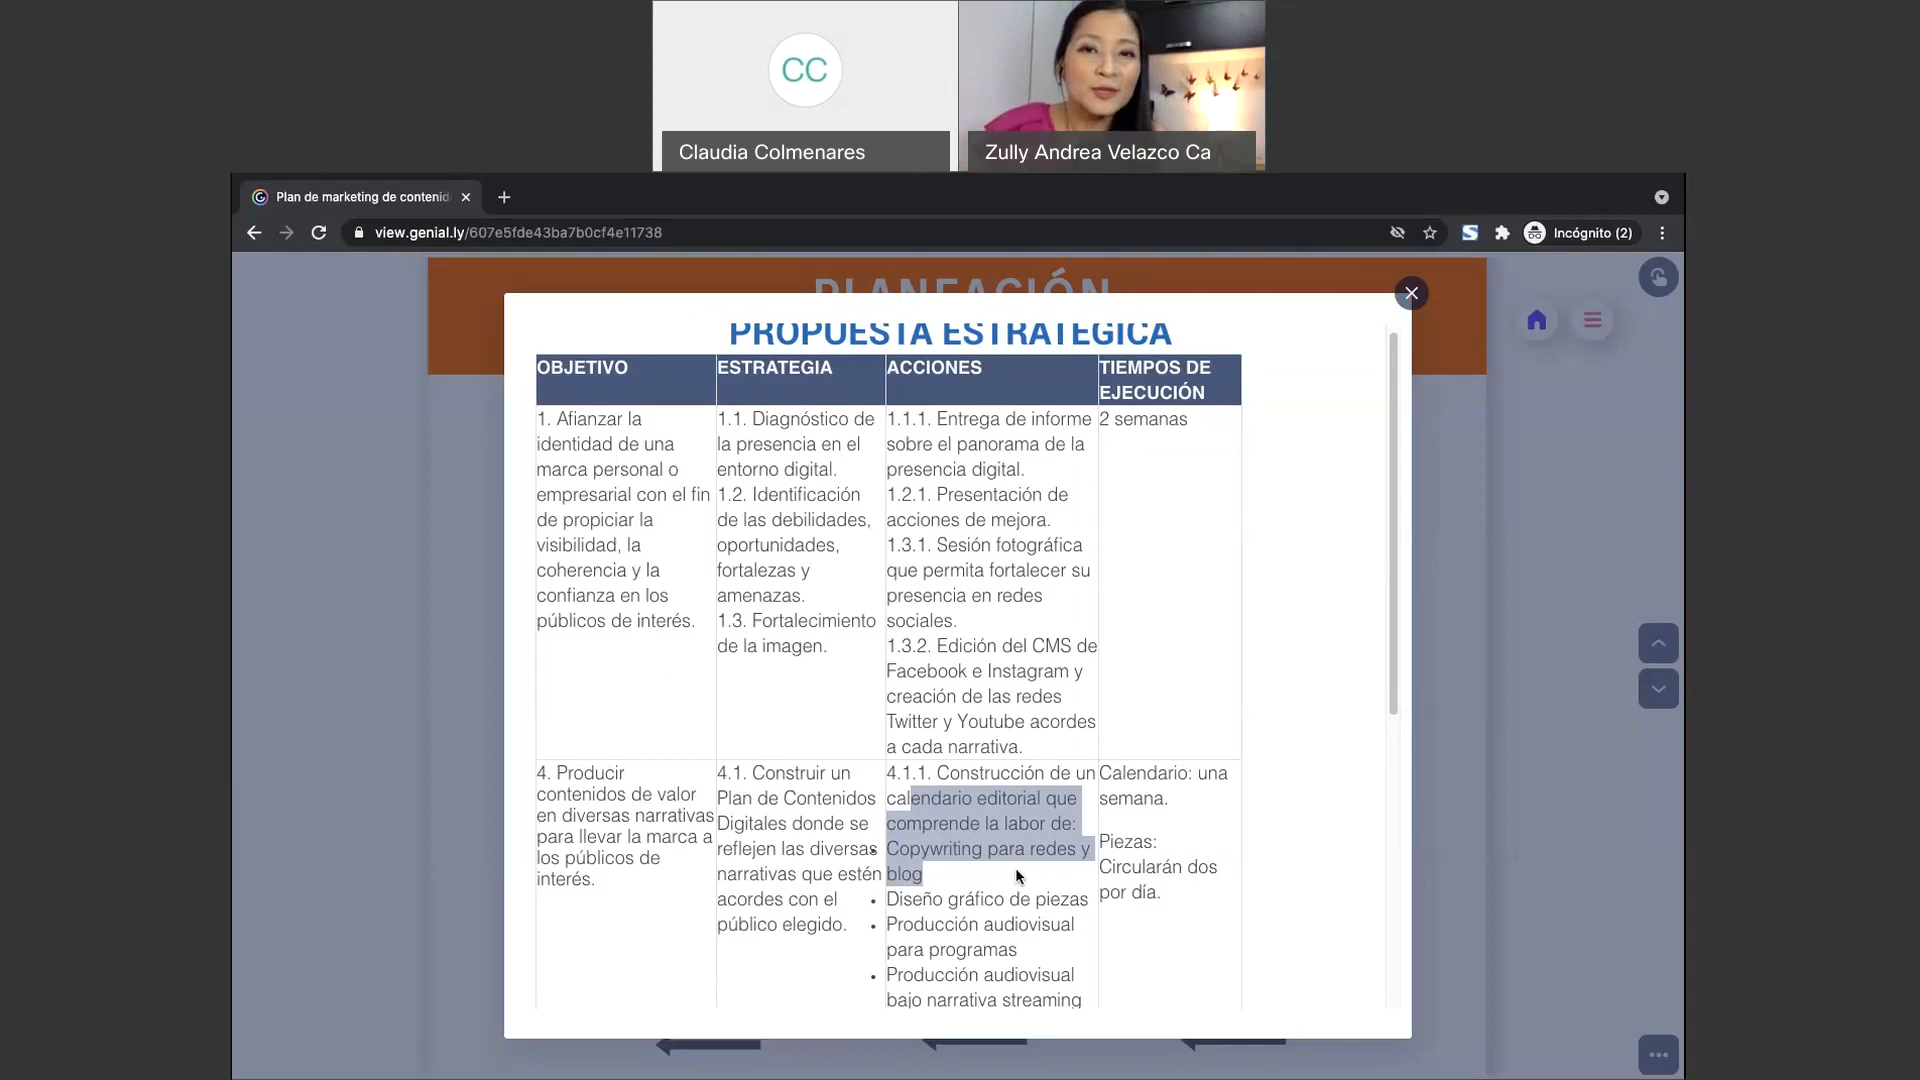 CC
Claudia Colmenares
Zully Andrea Velazco Ca
Plan de marketing de contenid
view.genial.ly/607e5fde43ba7b0cf4e11738
Incógnito (2)
PLANEACIÓN
PROPUESTA ESTRATÉGICA
OBJETIVO
ESTRATEGIA
ACCIONES
TIEMPOS DE
EJECUCIÓN
1. Afianzar la
identidad de una
marca personal o
empresarial con el fin
de propiciar la
visibilidad, la
coherencia y la
confianza en los
públicos de interés.
1.1. Diagnóstico de
la presencia en el
entorno digital.
1.2. Identificación
de las debilidades,
oportunidades,
fortalezas y
amenazas.
1.3. Fortalecimiento
de la imagen.
1.1.1. Entrega de informe
sobre el panorama de la
presencia digital.
1.2.1. Presentación de
acciones de mejora.
1.3.1. Sesión fotográfica
que permita fortalecer su
presencia en redes
sociales.
1.3.2. Edición del CMS de
Facebook e Instagram y
creación de las redes
Twitter y Youtube acordes
a cada narrativa.
2 semanas
4. Producir
contenidos de valor
en diversas narrativas
para llevar la marca a
los públicos de
interés.
4.1. Construir un
Plan de Contenidos
Digitales donde se
reflejen las diversas
narrativas que estén
acordes con el
público elegido.
4.1.1. Construcción de un
calendario editorial que
comprende la labor de:
• Copywriting para redes y
blog
• Diseño gráfico de piezas
• Producción audiovisual
para programas
• Producción audiovisual
bajo narrativa streaming
Calendario: una
semana.
Piezas:
Circularán dos
por día.